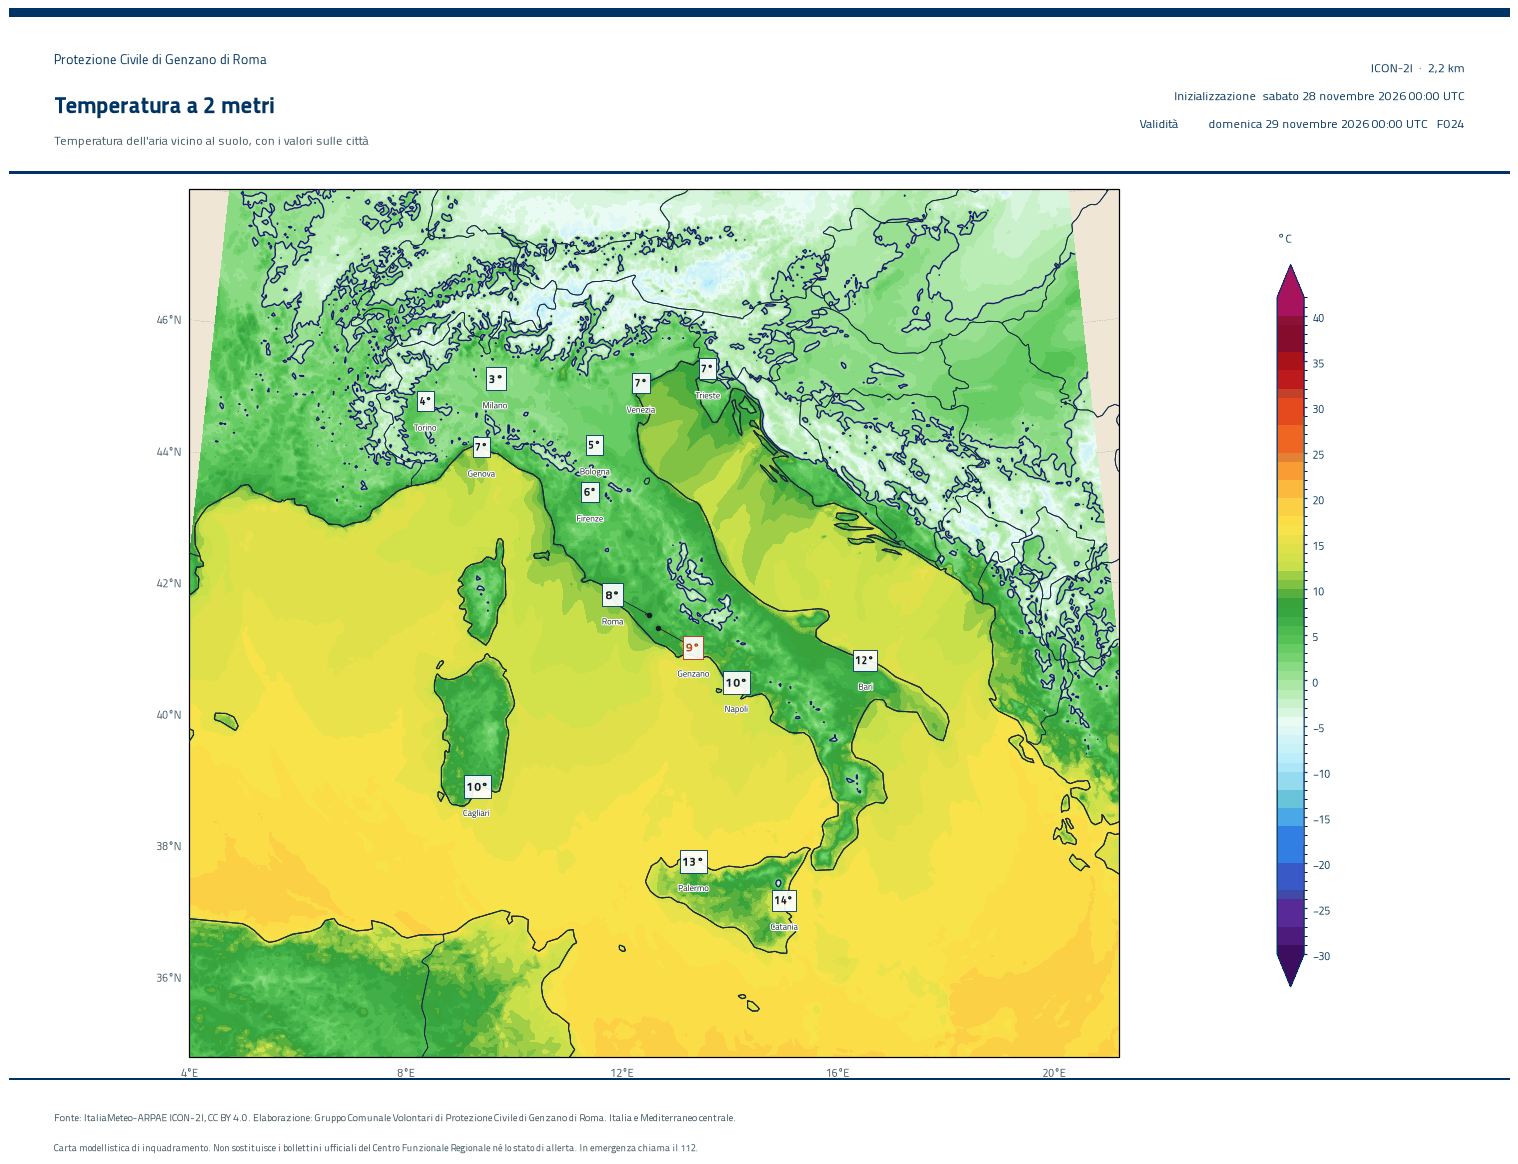 Protezione Civile di Genzano di Roma
Temperatura a 2 metri
Temperatura dell'aria vicino al suolo, con i valori sulle città
ICON-2I · 2,2 km
Inizializzazione sabato 28 novembre 2026 00:00 UTC
Validità domenica 29 novembre 2026 00:00 UTC F024
°C
40
35
30
25
20
15
10
5
0
−5
−10
−15
−20
−25
−30
46°N
44°N
42°N
40°N
38°N
36°N
4°E
8°E
12°E
16°E
20°E
3°
Milano
4°
Torino
7°
Venezia
7°
Trieste
7°
Genova
5°
Bologna
6°
Firenze
8°
Roma
9°
Genzano
10°
Napoli
12°
Bari
10°
Cagliari
13°
Palermo
14°
Catania
Fonte: ItaliaMeteo-ARPAE ICON-2I, CC BY 4.0. Elaborazione: Gruppo Comunale Volontari di Protezione Civile di Genzano di Roma. Italia e Mediterraneo centrale.
Carta modellistica di inquadramento. Non sostituisce i bollettini ufficiali del Centro Funzionale Regionale né lo stato di allerta. In emergenza chiama il 112.